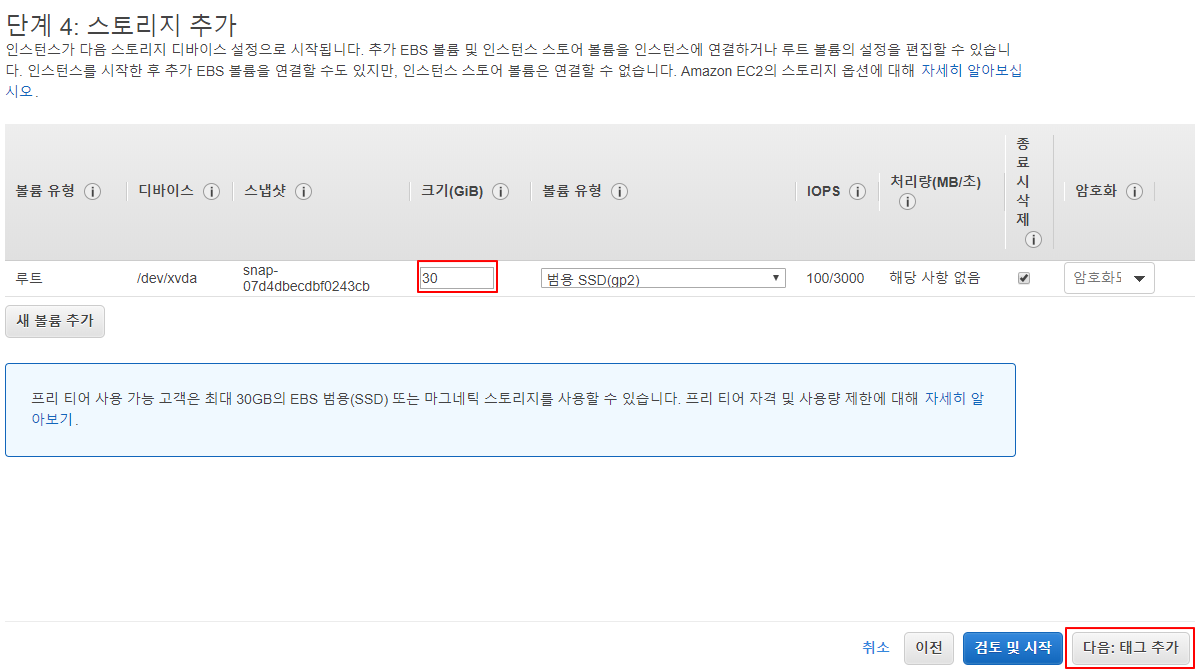 단계 4: 스토리지 추가
인스턴스가 다음 스토리지 디바이스 설정으로 시작됩니다. 추가 EBS 볼륨 및 인스턴스 스토어 볼륨을 인스턴스에 연결하거나 루트 볼륨의 설정을 편집할 수 있습니
다. 인스턴스를 시작한 후 추가 EBS 볼륨을 연결할 수도 있지만, 인스턴스 스토어 볼륨은 연결할 수 없습니다. Amazon EC2의 스토리지 옵션에 대해 자세히 알아보십
시오.
볼륨 유형 디바이스 스냅샷 크기(GiB) 볼륨 유형 IOPS 처리량(MB/초) 종료 시 삭제 암호화
루트 /dev/xvda snap-07d4dbecdbf0243cb 30 범용 SSD(gp2) 100/3000 해당 사항 없음
새 볼륨 추가
프리 티어 사용 가능 고객은 최대 30GB의 EBS 범용(SSD) 또는 마그네틱 스토리지를 사용할 수 있습니다. 프리 티어 자격 및 사용량 제한에 대해 자세히 알
아보기.
취소 이전 검토 및 시작 다음: 태그 추가